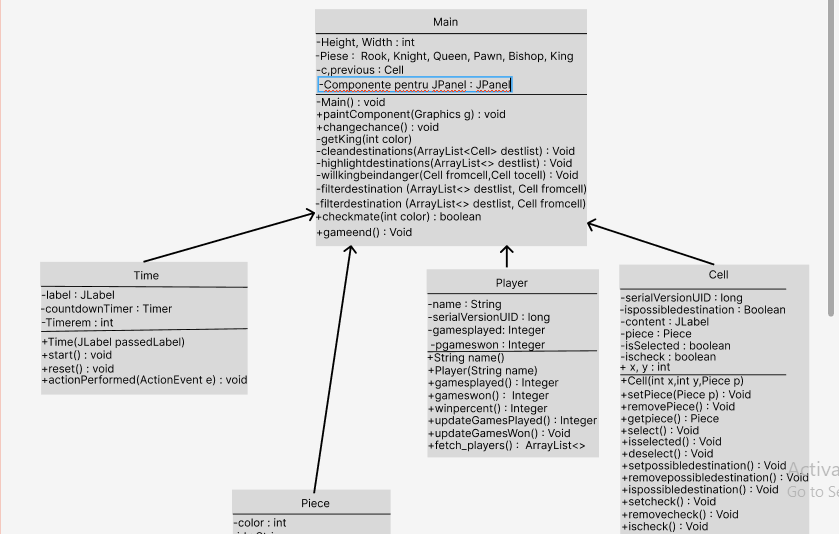 Main
-Height, Width : int
-Piese : Rook, Knight, Queen, Pawn, Bishop, King
-c,previous : Cell
-Componente pentru JPanel : JPanel
-Main() : void
+paintComponent(Graphics g) : void
+changechance() : void
-getKing(int color)
-cleandestinations(ArrayList<Cell> destlist) : Void
-highlightdestinations(ArrayList<> destlist) : Void
-willkingbeindanger(Cell fromcell,Cell tocell) : Void
-filterdestination (ArrayList<> destlist, Cell fromcell)
-filterdestination (ArrayList<> destlist, Cell fromcell)
+checkmate(int color) : boolean
+gameend() : Void
Time
-label : JLabel
-countdownTimer : Timer
-Timerem : int
+Time(JLabel passedLabel)
+start() : void
+reset() : void
+actionPerformed(ActionEvent e) : void
Player
-name : String
-serialVersionUID : long
-gamesplayed: Integer
-pgameswon : Integer
+String name()
+Player(String name)
+gamesplayed() : Integer
+gameswon() : Integer
+winpercent() : Integer
+updateGamesPlayed() : Integer
+updateGamesWon() : Void
+fetch_players() : ArrayList<>
Cell
-serialVersionUID : long
-ispossibledestination : Boolean
-content : JLabel
-piece : Piece
-isSelected : boolean
-ischeck : boolean
+ x, y : int
+Cell(int x,int y,Piece p)
+setPiece(Piece p) : Void
+removePiece() : Void
+getpiece() : Piece
+select() : Void
+isselected() : Void
+deselect() : Void
+setpossibledestination() : Void
+removepossibledestination() : Void
+ispossibledestination() : Void
+setcheck() : Void
+removecheck() : Void
+ischeck() : Void
Piece
-color : int
Activa
Go to Se